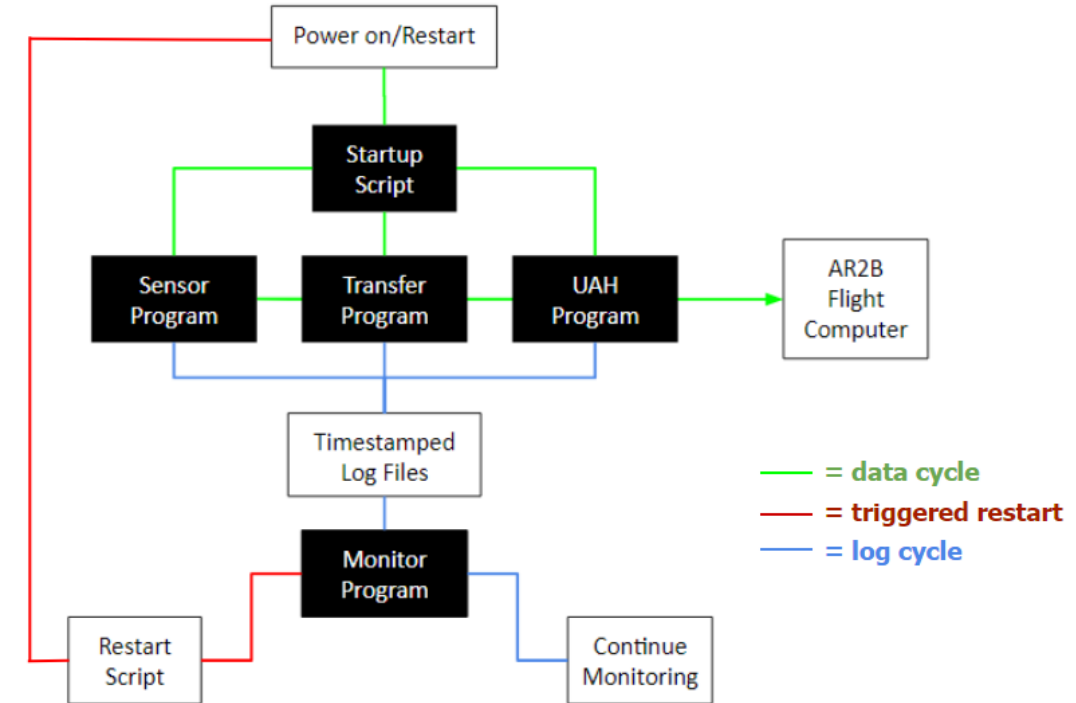 Power on/Restart
Startup
Script
Sensor
Program
Transfer
Program
UAH
Program
AR2B
Flight
Computer
Timestamped
Log Files
= data cycle
= triggered restart
= log cycle
Monitor
Program
Restart
Script
Continue
Monitoring